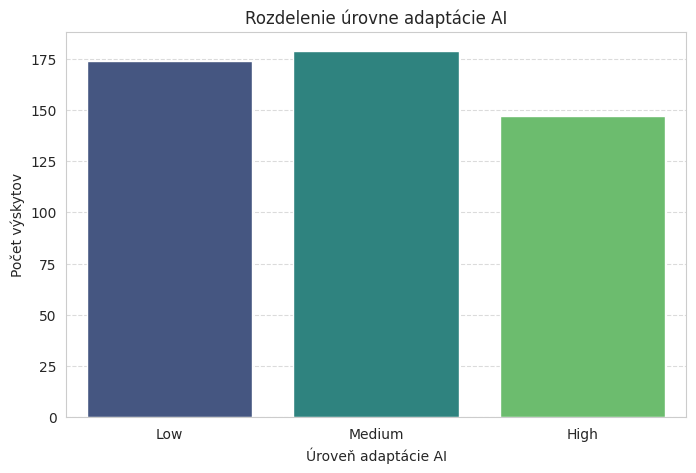 Rozdelenie úrovne adaptácie AI
Počet výskytov
175
150
125
100
75
50
25
0
Low Medium High
Úroveň adaptácie AI